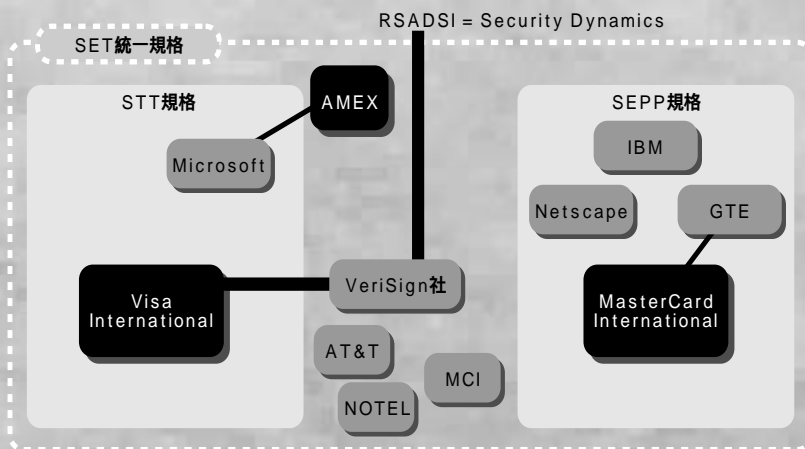 RSADSI = Security Dynamics
SET統一規格
STT規格
AMEX
SEPP規格
Microsoft
IBM
Netscape
GTE
VeriSign社
Visa
International
MasterCard
International
AT&T
MCI
NOTEL